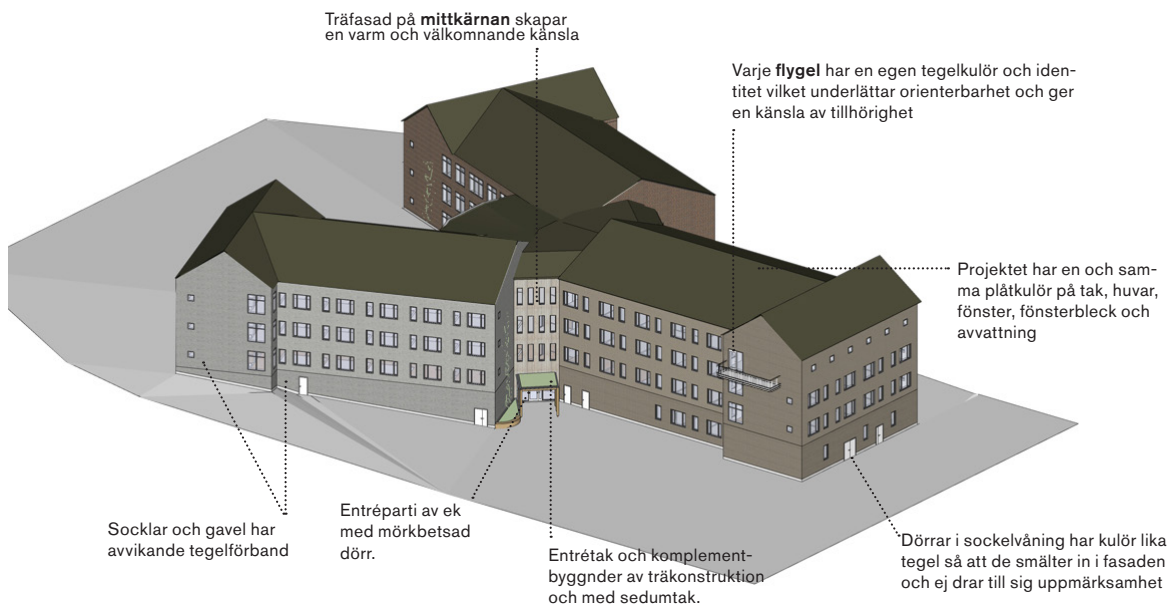 Träfasad på mittkärnan skapar
en varm och välkomnande känsla
Varje flygel har en egen tegelkulör och iden-
titet vilket underlättar orienterbarhet och ger
en känsla av tillhörighet
Projektet har en och sam-
ma plåtkulör på tak, huvar,
fönster, fönsterbleck och
avvattning
Socklar och gavel har
avvikande tegelförband
Entréparti av ek
med mörkbetsad
dörr.
Entrétak och komplement-
byggnder av träkonstruktion
och med sedumtak.
Dörrar i sockelvåning har kulör lika
tegel så att de smälter in i fasaden
och ej drar till sig uppmärksamhet